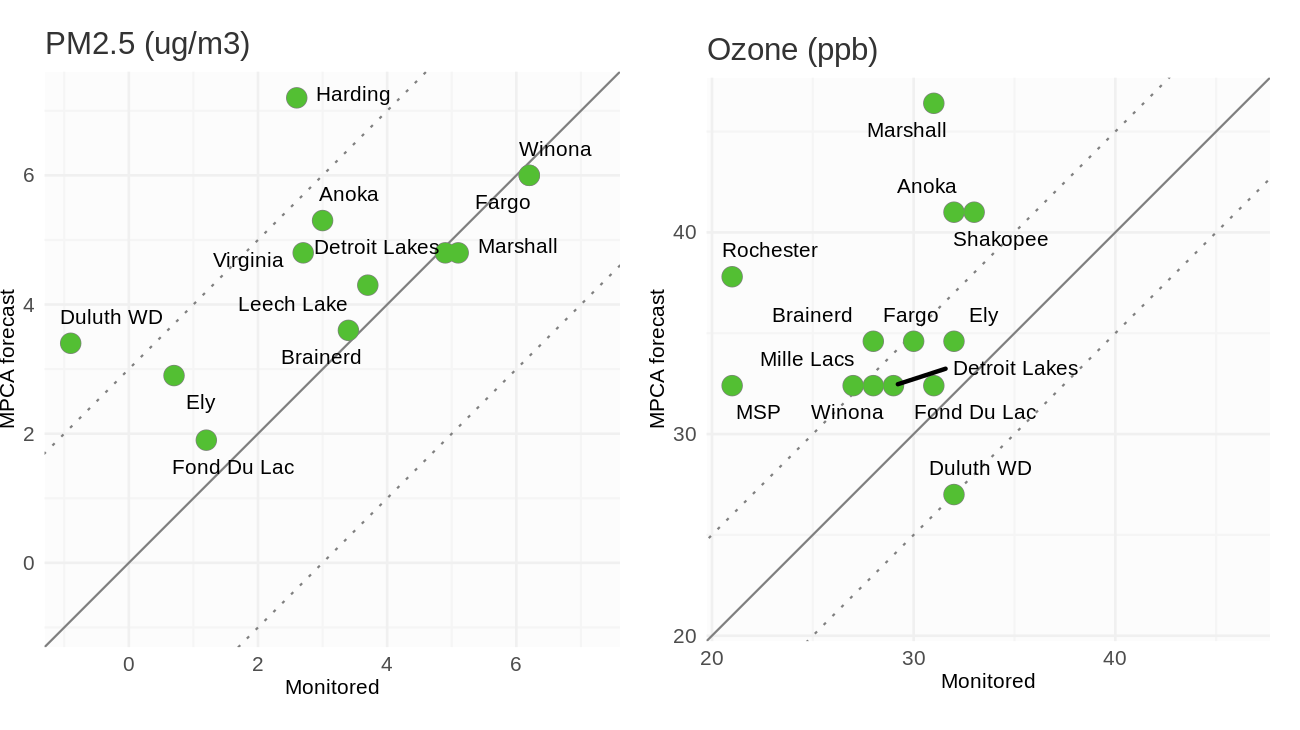 PM2.5 (ug/m3)
Harding
Winona
Anoka
Fargo
Detroit Lakes
Marshall
Virginia
Leech Lake
Duluth WD
Brainerd
Ely
Fond Du Lac
6
4
2
0
MPCA forecast
0 2 4 6
Monitored
Ozone (ppb)
Marshall
Anoka
Shakopee
Rochester
Brainerd Fargo Ely
Mille Lacs
Detroit Lakes
MSP Winona Fond Du Lac
Duluth WD
40
30
20
MPCA forecast
20 30 40
Monitored